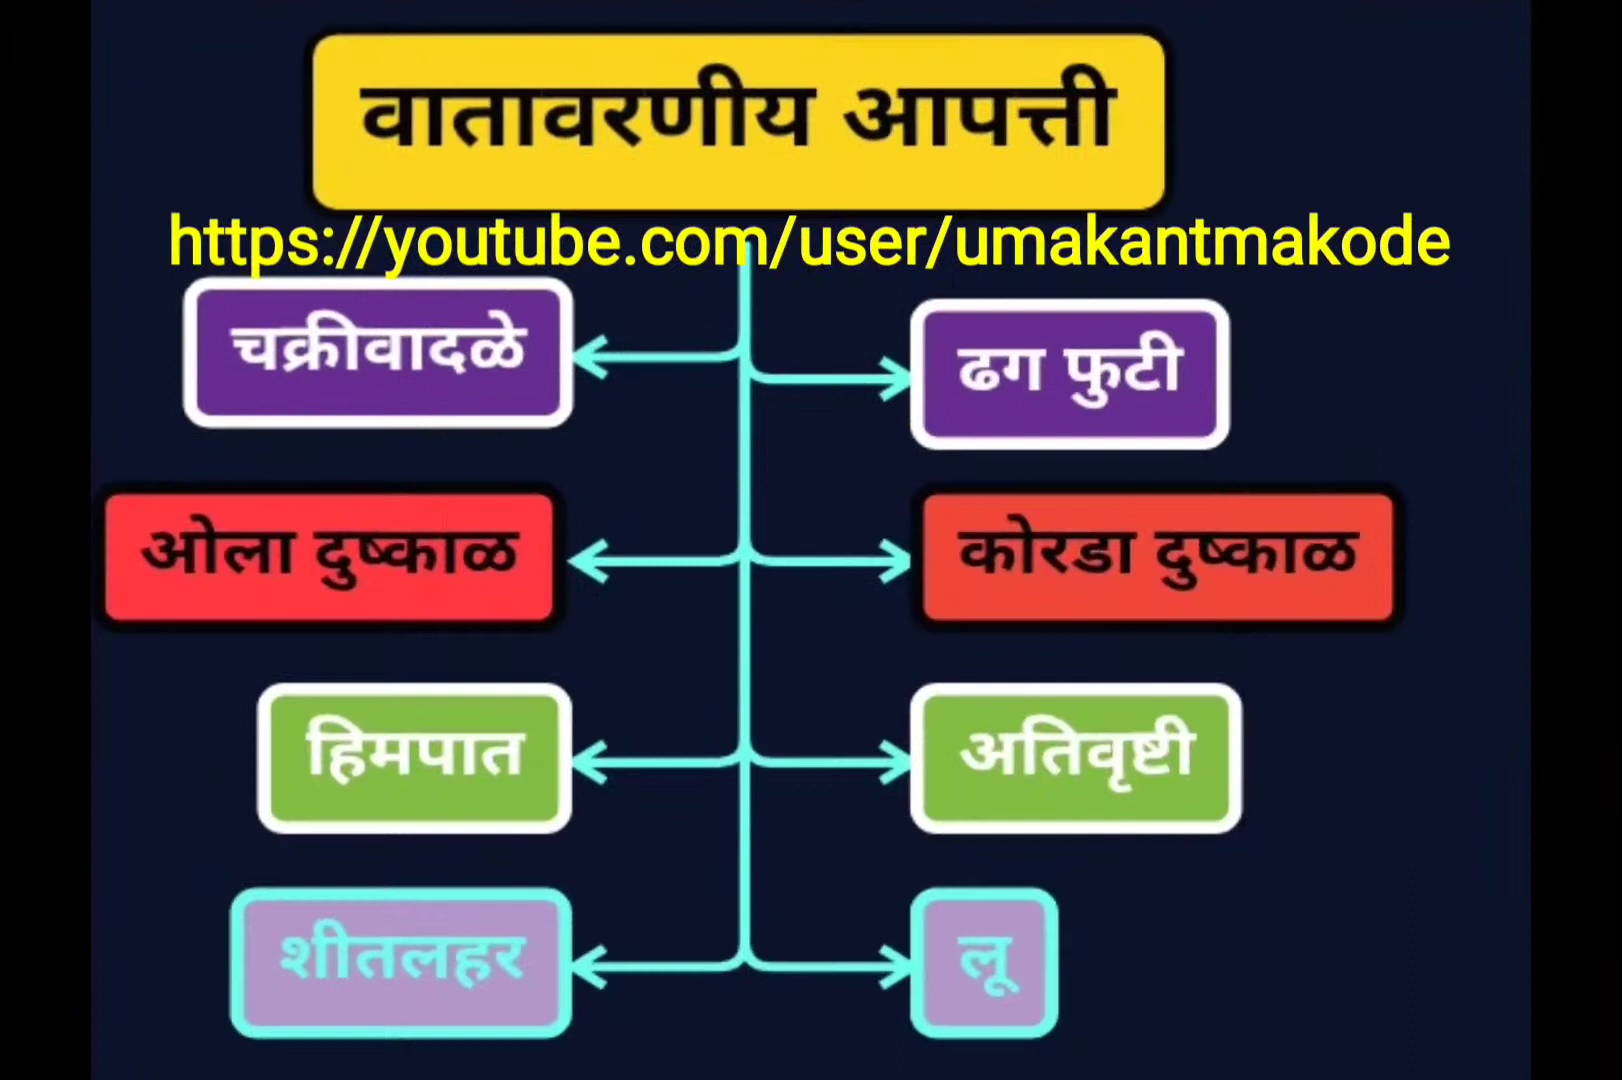 वातावरणीय आपत्ती
https://youtube.com/user/umakantmakode
चक्रीवादळे
ढग फुटी
ओला दुष्काळ
कोरडा दुष्काळ
हिमपात
अतिवृष्टी
शीतलहर
लू